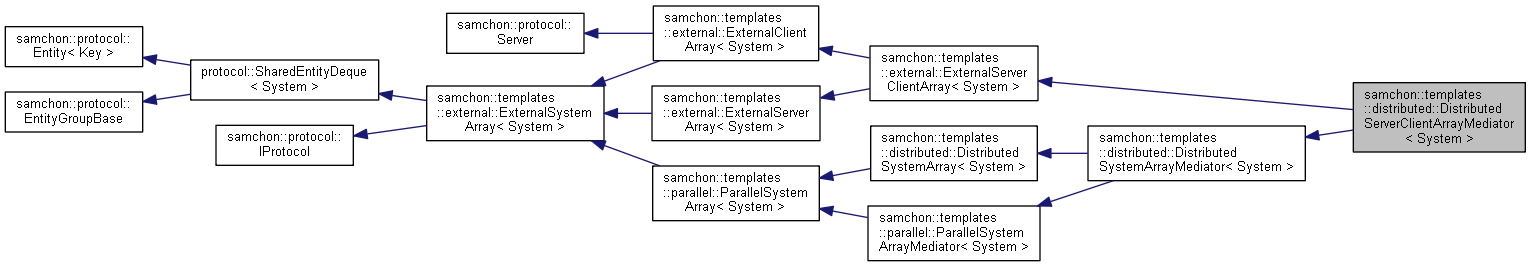 samchon::protocol::
Entity< Key >
samchon::protocol::
EntityGroupBase
protocol::SharedEntityDeque
< System >
samchon::protocol::
IProtocol
samchon::protocol::
Server
samchon::templates
::external::ExternalSystem
Array< System >
samchon::templates
::external::ExternalClient
Array< System >
samchon::templates
::external::ExternalServer
Array< System >
samchon::templates
::parallel::ParallelSystem
Array< System >
samchon::templates
::external::ExternalServer
ClientArray< System >
samchon::templates
::distributed::Distributed
SystemArray< System >
samchon::templates
::parallel::ParallelSystem
ArrayMediator< System >
samchon::templates
::distributed::Distributed
SystemArrayMediator< System >
samchon::templates
::distributed::Distributed
ServerClientArrayMediator
< System >